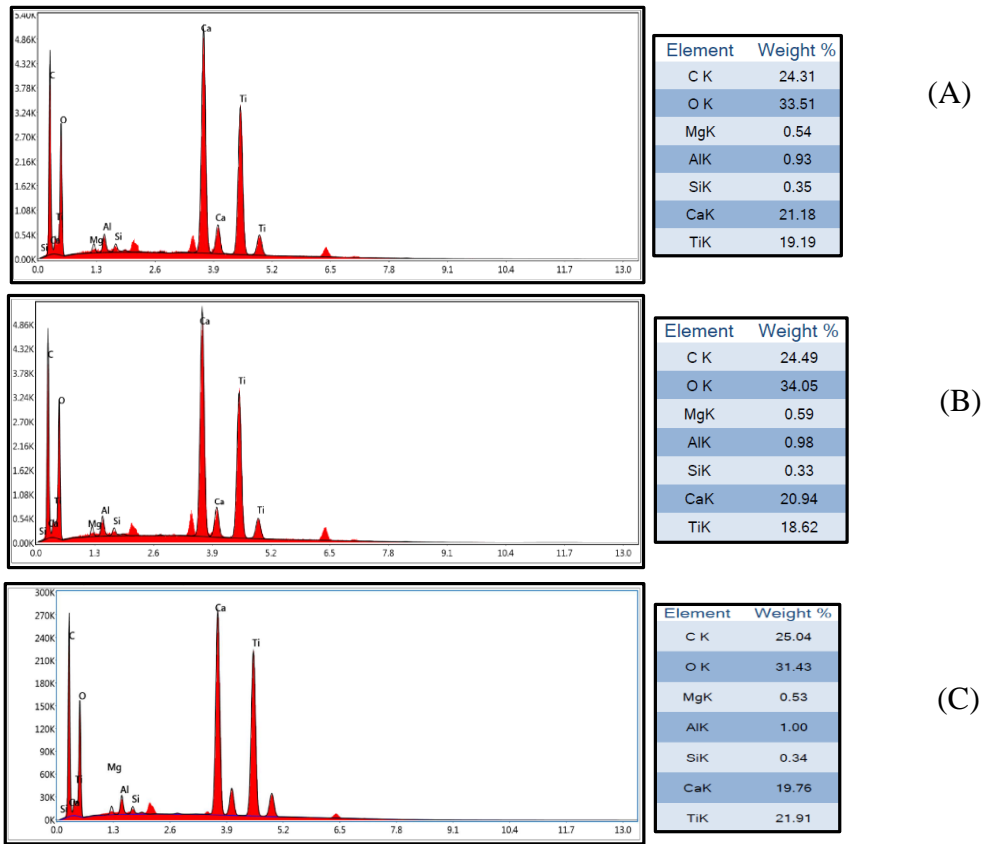 5.40K
4.86K
4.32K
3.78K
3.24K
2.70K
2.16K
1.62K
1.08K
0.54K
0.00K
C
O
Si
Mg
Al
Si
Ca
Ca
Ti
Ti
0.0 1.3 2.6 3.9 5.2 6.5 7.8 9.1 10.4 11.7 13.0
Element Weight %
C K 24.31
O K 33.51
MgK 0.54
AlK 0.93
SiK 0.35
CaK 21.18
TiK 19.19
(A)
4.86K
4.32K
3.78K
3.24K
2.70K
2.16K
1.62K
1.08K
0.54K
0.00K
C
O
Si
Mg
Al
Si
Ca
Ca
Ti
Ti
0.0 1.3 2.6 3.9 5.2 6.5 7.8 9.1 10.4 11.7 13.0
Element Weight %
C K 24.49
O K 34.05
MgK 0.59
AlK 0.98
SiK 0.33
CaK 20.94
TiK 18.62
(B)
300K
270K
240K
210K
180K
150K
120K
90K
60K
30K
0K
C
O
Ti
Si
Mg
Al
Si
Ca
Ti
0.0 1.3 2.6 3.9 5.2 6.5 7.8 9.1 10.4 11.7 13.0
Element Weight %
C K 25.04
O K 31.43
MgK 0.53
AlK 1.00
SiK 0.34
CaK 19.76
TiK 21.91
(C)